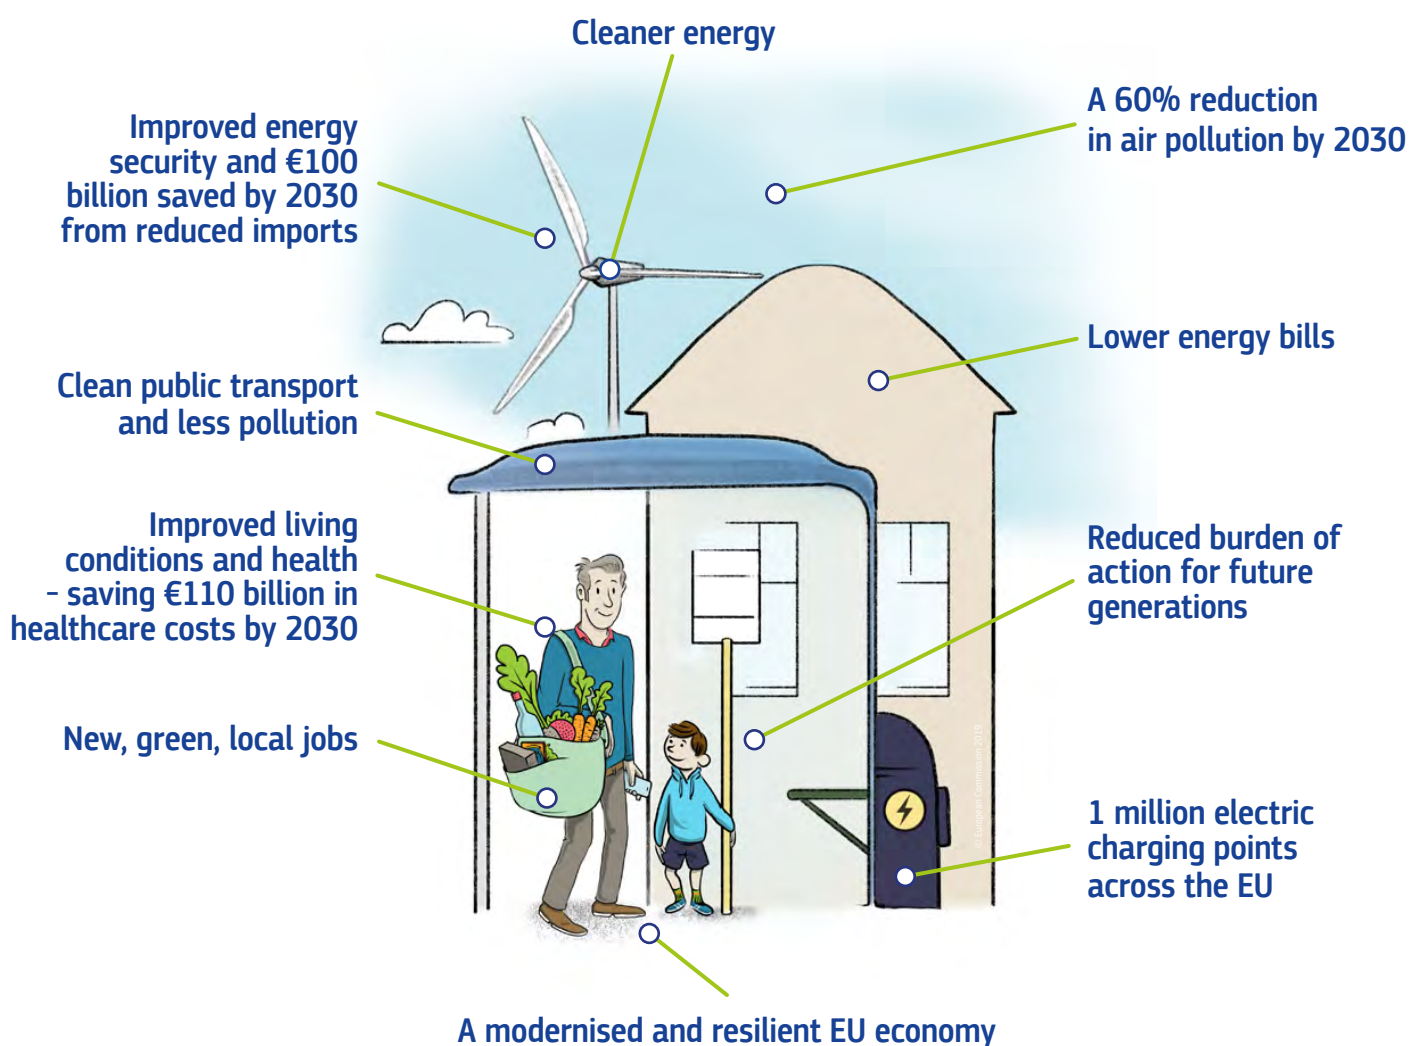 Cleaner energy
Improved energy
security and €100
billion saved by 2030
from reduced imports
A 60% reduction
in air pollution by 2030
Lower energy bills
Clean public transport
and less pollution
Improved living
conditions and health
- saving €110 billion in
healthcare costs by 2030
Reduced burden of
action for future
generations
New, green, local jobs
1 million electric
charging points
across the EU
A modernised and resilient EU economy
© European Commission 2019